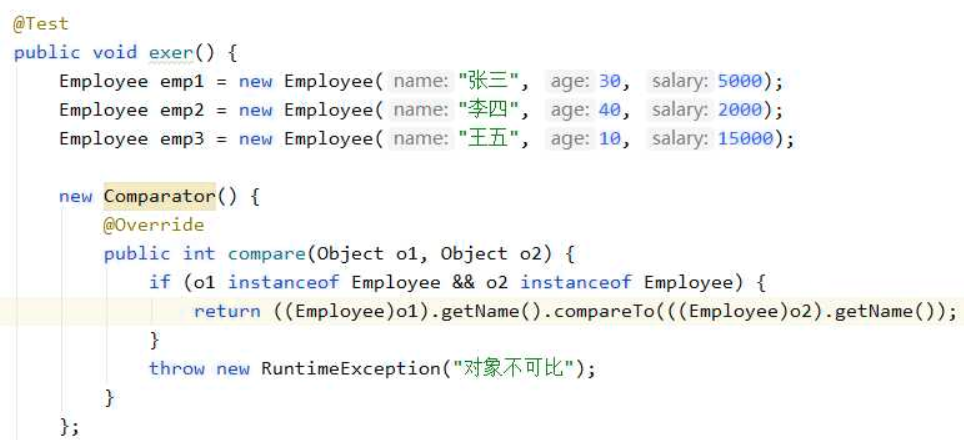 @Test
public void exer() {
    Employee emp1 = new Employee( name: "张三", age: 30, salary: 5000);
    Employee emp2 = new Employee( name: "李四", age: 40, salary: 2000);
    Employee emp3 = new Employee( name: "王五", age: 10, salary: 15000);
    new Comparator() {
        @Override
        public int compare(Object o1, Object o2) {
            if (o1 instanceof Employee && o2 instanceof Employee) {
                return ((Employee)o1).getName().compareTo(((Employee)o2).getName());
            }
            throw new RuntimeException("对象不可比");
        }
    };